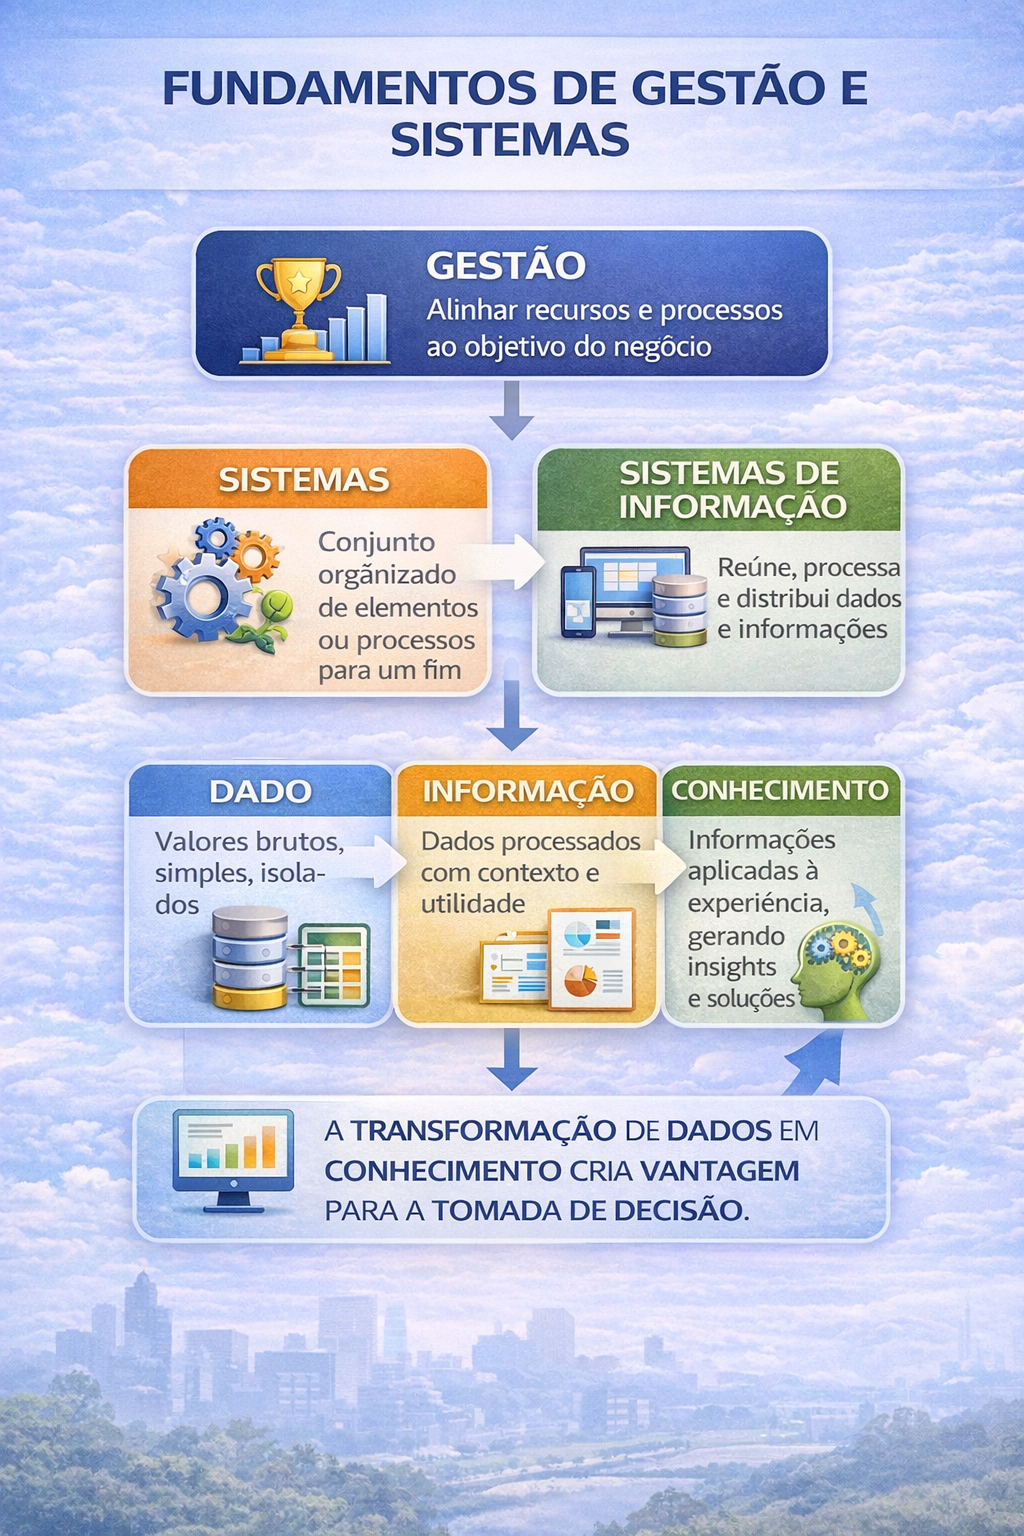 FUNDAMENTOS DE GESTÃO E
SISTEMAS
GESTÃO
Alinhar recursos e processos
ao objetivo do negôcio
SISTEMAS
Conjunto
orgãnizado
de elementos
ou processos
para um fim
SISTEMAS DE
INFORMAÇÃO
Reúne, processa
e distribui dados
e informações
DADO
Valores brutos,
simples, isola-
dos
INFORMAÇÃO
Dados processados
com contexto e
utilidade
CONHECIMENTO
Informações
aplicadas à
experiéncia,
gerando
insights
e soluções
A TRANSFORMAÇÃO DE DADOS EM
CONHECIMENTO CRIA VANTAGEM
PARA A TOMADA DE DECISÃO.